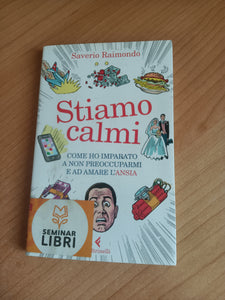 Saverio Raimondo
Stiamo
calmi
COME HO IMPARATO
A NON PREOCCUPARMI
E AD AMARE L'ANSIA
SEMINAR
LIBRI